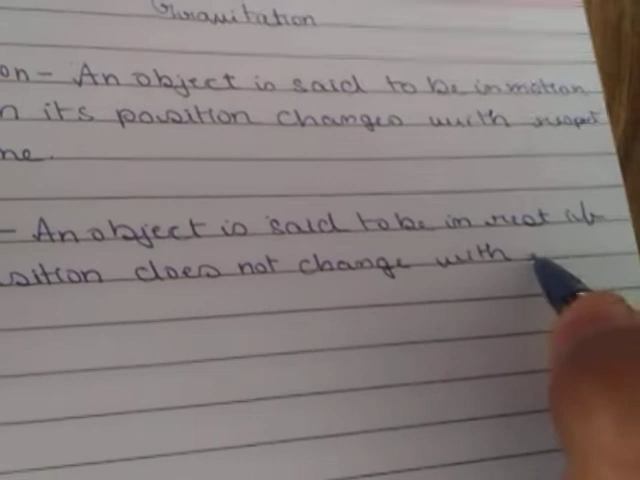 Gravitation
on - An object is said to be in motion
n its position changes with respect
me.
- An object is said to be in rest if
sition does not change with